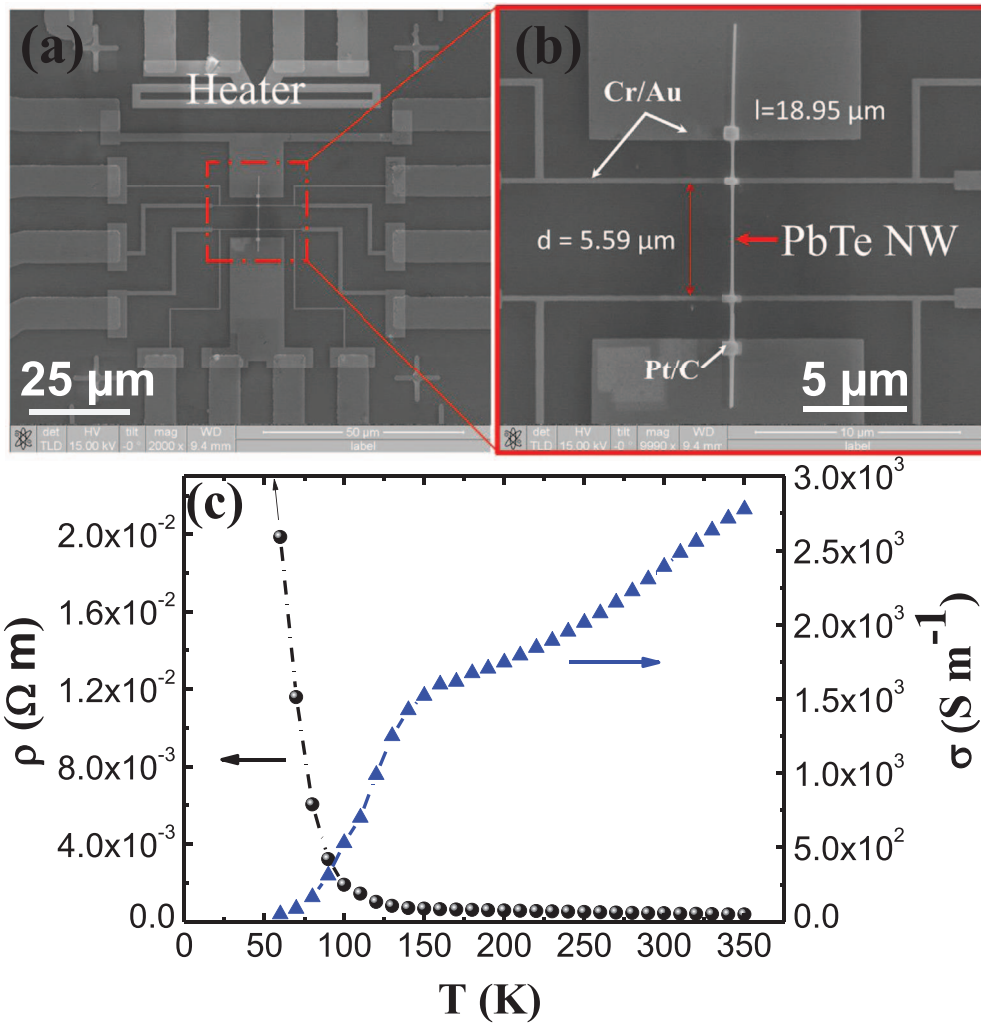 (a)
Heater
25 µm
det HV tilt mag WD 50 µm
TLD 15.00 kV -0 ° 2000 x 9.4 mm label
(b)
Cr/Au
l=18.95 µm
d = 5.59 µm
PbTe NW
Pt/C
5 µm
det HV tilt mag WD 10 µm
TLD 15.00 kV -0 ° 9990 x 9.4 mm label
(c)
ρ (Ω m)
2.0x10⁻²
1.6x10⁻²
1.2x10⁻²
8.0x10⁻³
4.0x10⁻³
0.0
3.0x10³
2.5x10³
2.0x10³
1.5x10³
1.0x10³
5.0x10²
0.0
σ (S m⁻¹)
0 50 100 150 200 250 300 350
T (K)